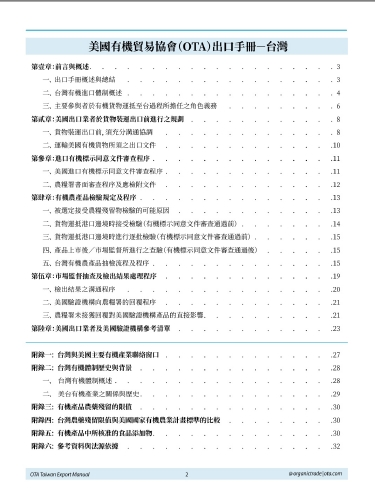 美國有機貿易協會（OTA）出口手冊—台灣
第壹章：前言與概述 . . . . . . . . . . . . . . . . . . . . . 3
一、出口手冊概述與總結 . . . . . . . . . . . . . . . . . . . . . 3
二、台灣有機進口體制概述 . . . . . . . . . . . . . . . . . . . . . 4
三、主要參與者於有機貨物運抵至台過程所擔任之角色義務 . . . . . . . . . . . . . 6
第貳章：美國出口業者於貨物裝運出口前進行之規劃 . . . . . . . . . . . . . . . 8
一、貨物裝運出口前，須充分溝通協調 . . . . . . . . . . . . . . . . . . 8
二、運輸美國有機貨物所須之出口文件 . . . . . . . . . . . . . . . . . .10
第參章：進口有機標示同意文件審查程序 . . . . . . . . . . . . . . . . . .11
一、美國進口有機標示同意文件審查程序 . . . . . . . . . . . . . . . . . .11
二、農糧署書面審查程序及應檢附文件 . . . . . . . . . . . . . . . . . .12
第肆章：有機農產品檢驗規定及程序 . . . . . . . . . . . . . . . . . . .13
一、被選定接受農糧殘留物檢驗的可能原因 . . . . . . . . . . . . . . . . .13
二、貨物運抵港口邊境時接受檢驗（有機標示同意文件審查通過前） . . . . . . . . . .14
三、貨物運抵港口邊境時進行逐批檢驗（有機標示同意文件審查通過前） . . . . . . . . .15
四、產品上市後／市場監督所進行之查驗（有機標示同意文件審查通過後） . . . . . . . .15
五、台灣有機農產品抽檢流程及程序 . . . . . . . . . . . . . . . . . . .15
第伍章：市場監督抽查及檢出結果處理程序 . . . . . . . . . . . . . . . . .19
一、檢出結果之溝通程序 . . . . . . . . . . . . . . . . . . . . .20
二、美國驗證機構向農糧署的回覆程序 . . . . . . . . . . . . . . . . . .21
三、農糧署未接獲回覆對美國驗證機構產品的直接影響 . . . . . . . . . . . . . .21
第陸章：美國出口業者及美國驗證機構參考清單 . . . . . . . . . . . . . . . .23
附錄一：台灣與美國主要有機產業聯絡窗口 . . . . . . . . . . . . . . . . .27
附錄二：台灣有機體制歷史與背景 . . . . . . . . . . . . . . . . . . .28
一、 台灣有機體制概述 . . . . . . . . . . . . . . . . . . . . .28
二、 美台有機產業之關係與歷史 . . . . . . . . . . . . . . . . . . .29
附錄三：有機產品農藥殘留的限值 . . . . . . . . . . . . . . . . . . .30
附錄四：台灣農藥殘留限值與美國國家有機農業計畫標準的比較 . . . . . . . . . . .30
附錄五：有機產品中所核准的食品添加物 . . . . . . . . . . . . . . . . . .30
附錄六：參考資料與法源依據 . . . . . . . . . . . . . . . . . . . .32
OTA Taiwan Export Manual
2
@organictrade|ota.com